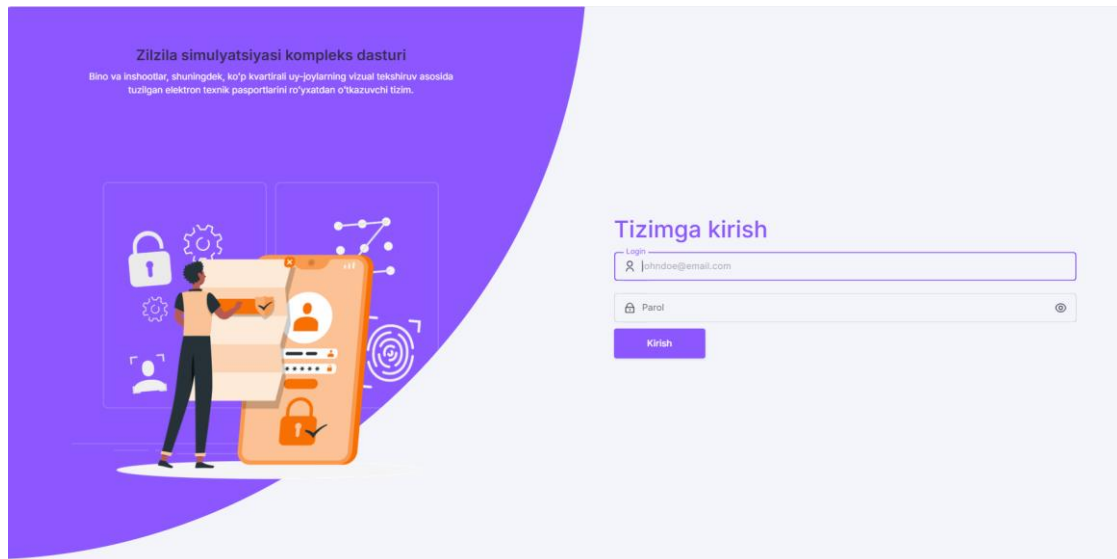 Zilzila simulyatsiyasi kompleks dasturi
Bino va inshootlar, shuningdek, ko'p kvartirali uy-joylarning vizual tekshiruv asosida
tuzilgan elektron texnik pasportlarini ro'yxatdan o'tkazuvchi tizim.
Tizimga kirish
Login
johndoe@email.com
Parol
Kirish